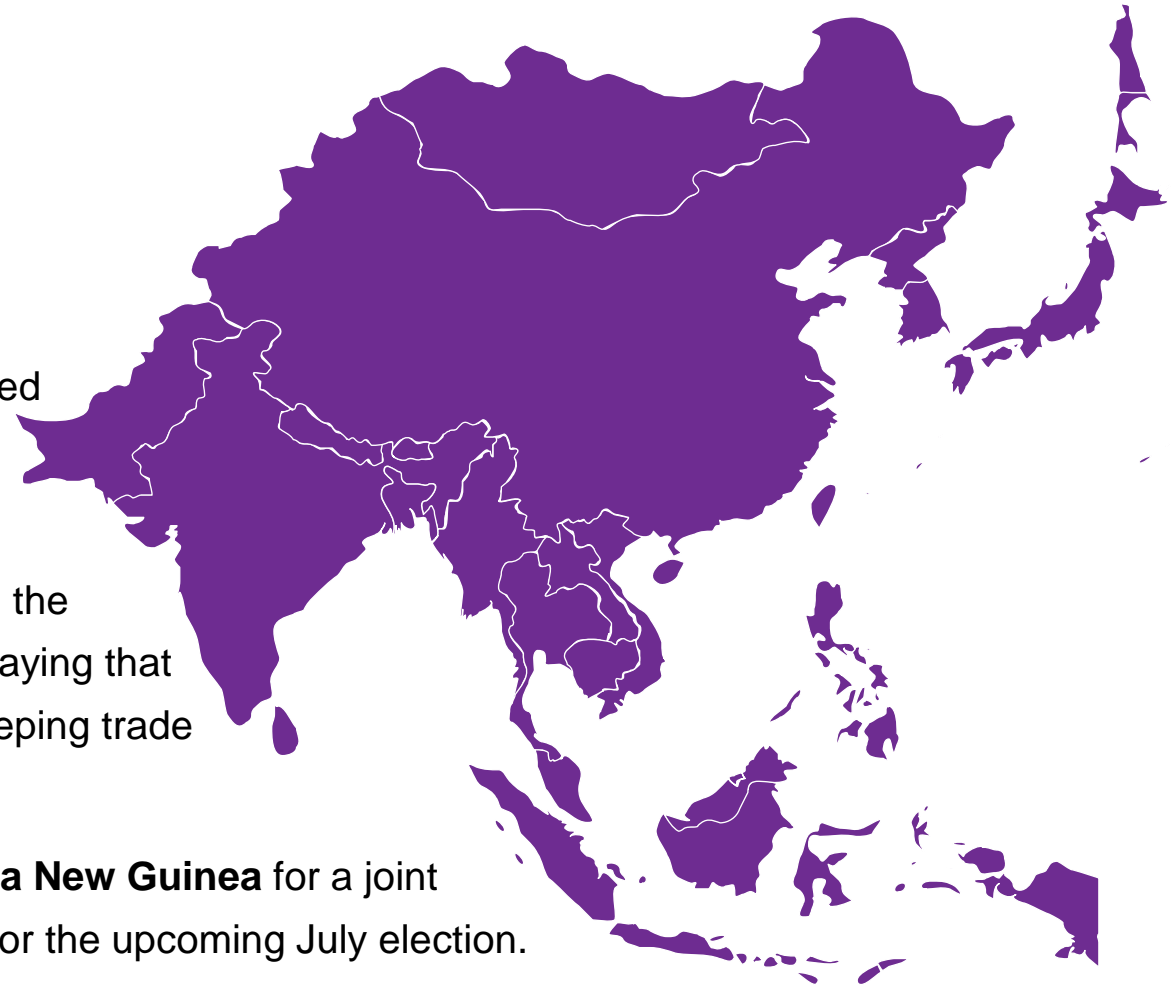 ed
the
aying that
eping trade
a New Guinea for a joint
or the upcoming July election.